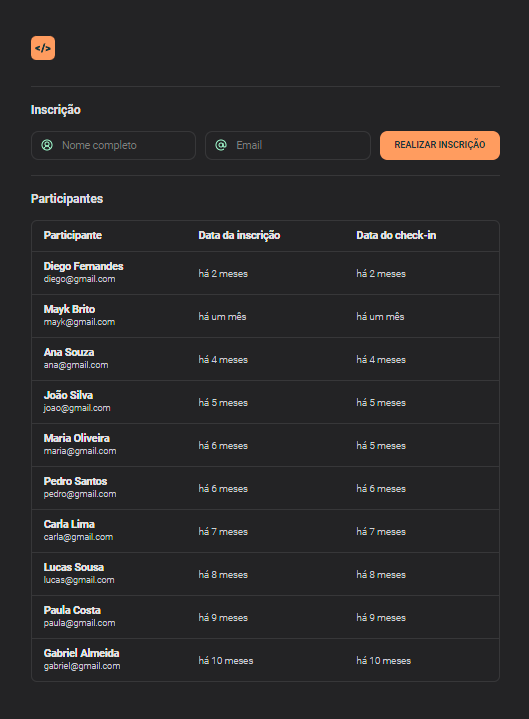 </>
Inscrição
Nome completo
Email
REALIZAR INSCRIÇÃO
Participantes
Participante Data da inscrição Data do check-in
Diego Fernandes
diego@gmail.com
há 2 meses há 2 meses
Mayk Brito
mayk@gmail.com
há um mês há um mês
Ana Souza
ana@gmail.com
há 4 meses há 4 meses
João Silva
joao@gmail.com
há 5 meses há 5 meses
Maria Oliveira
maria@gmail.com
há 6 meses há 5 meses
Pedro Santos
pedro@gmail.com
há 6 meses há 6 meses
Carla Lima
carla@gmail.com
há 7 meses há 7 meses
Lucas Sousa
lucas@gmail.com
há 8 meses há 8 meses
Paula Costa
paula@gmail.com
há 9 meses há 9 meses
Gabriel Almeida
gabriel@gmail.com
há 10 meses há 10 meses